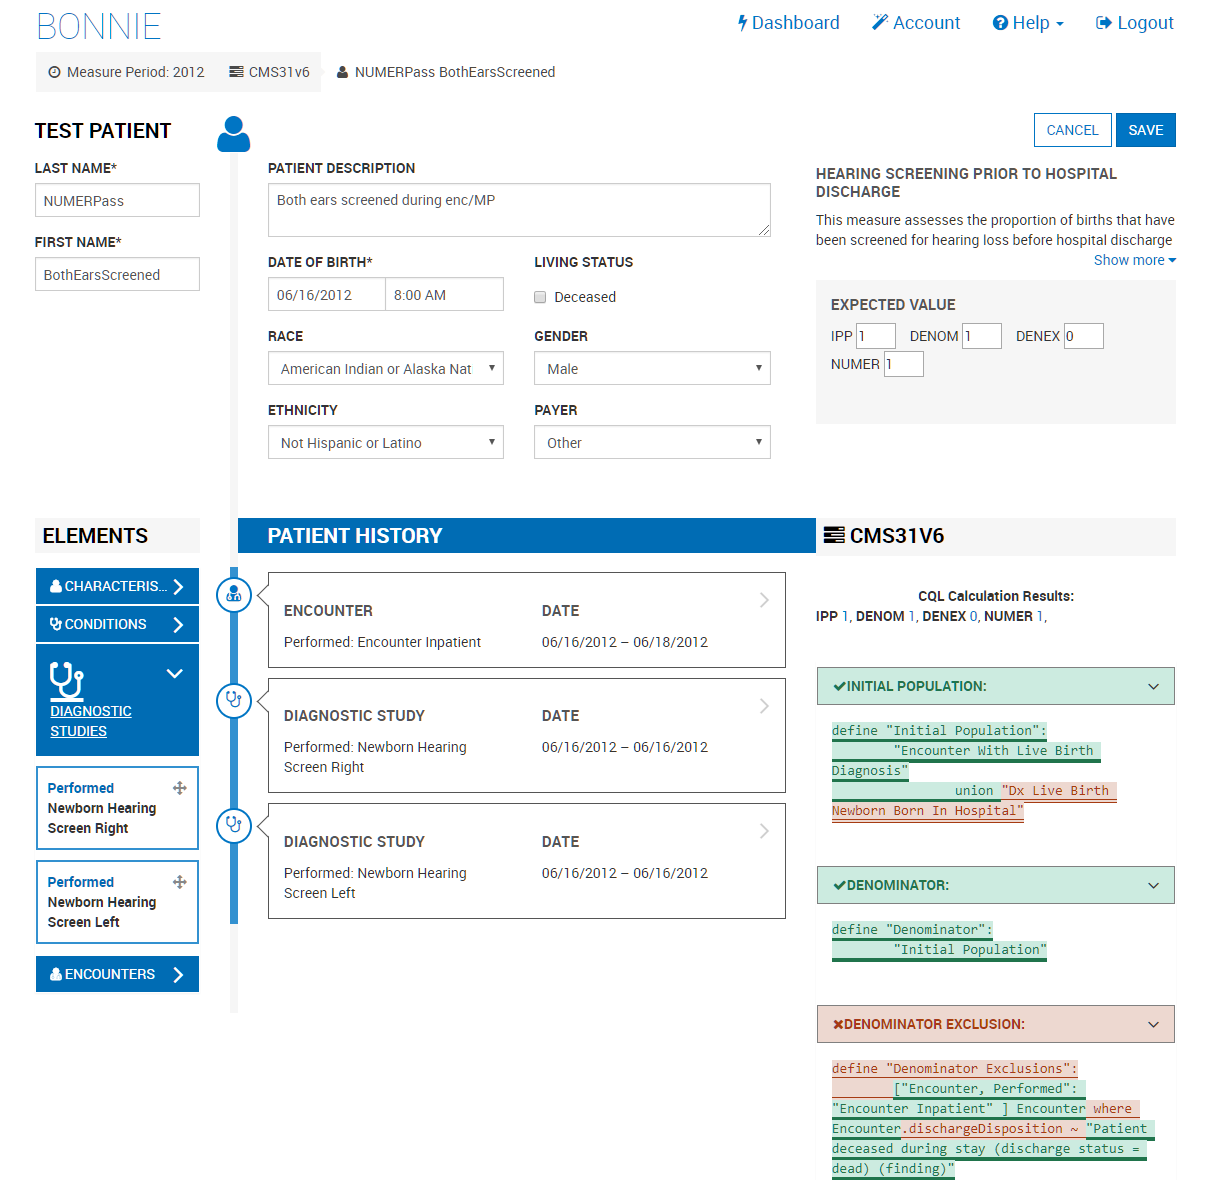 BONNIE
Dashboard
Account
Help
Logout
Measure Period: 2012
CMS31v6
NUMERPass BothEarsScreened
TEST PATIENT
CANCEL
SAVE
LAST NAME*
NUMERPass
FIRST NAME*
BothEarsScreened
PATIENT DESCRIPTION
Both ears screened during enc/MP
DATE OF BIRTH*
06/16/2012
8:00 AM
LIVING STATUS
Deceased
RACE
American Indian or Alaska Nat
GENDER
Male
ETHNICITY
Not Hispanic or Latino
PAYER
Other
HEARING SCREENING PRIOR TO HOSPITAL
DISCHARGE
This measure assesses the proportion of births that have
been screened for hearing loss before hospital discharge
Show more
EXPECTED VALUE
IPP 1 DENOM 1 DENEX 0
NUMER 1
ELEMENTS
CHARACTERIS...
CONDITIONS
DIAGNOSTIC
STUDIES
Performed
Newborn Hearing
Screen Right
Performed
Newborn Hearing
Screen Left
ENCOUNTERS
PATIENT HISTORY
ENCOUNTER
DATE
Performed: Encounter Inpatient
06/16/2012 – 06/18/2012
DIAGNOSTIC STUDY
DATE
Performed: Newborn Hearing
Screen Right
06/16/2012 – 06/16/2012
DIAGNOSTIC STUDY
DATE
Performed: Newborn Hearing
Screen Left
06/16/2012 – 06/16/2012
CMS31V6
CQL Calculation Results:
IPP 1, DENOM 1, DENEX 0, NUMER 1,
INITIAL POPULATION:
define "Initial Population":
"Encounter With Live Birth
Diagnosis"
union "Dx Live Birth
Newborn Born In Hospital"
DENOMINATOR:
define "Denominator":
"Initial Population"
DENOMINATOR EXCLUSION:
define "Denominator Exclusions":
["Encounter, Performed":
"Encounter Inpatient" ] Encounter where
Encounter.dischargeDisposition ~ "Patient
deceased during stay (discharge status =
dead) (finding)"